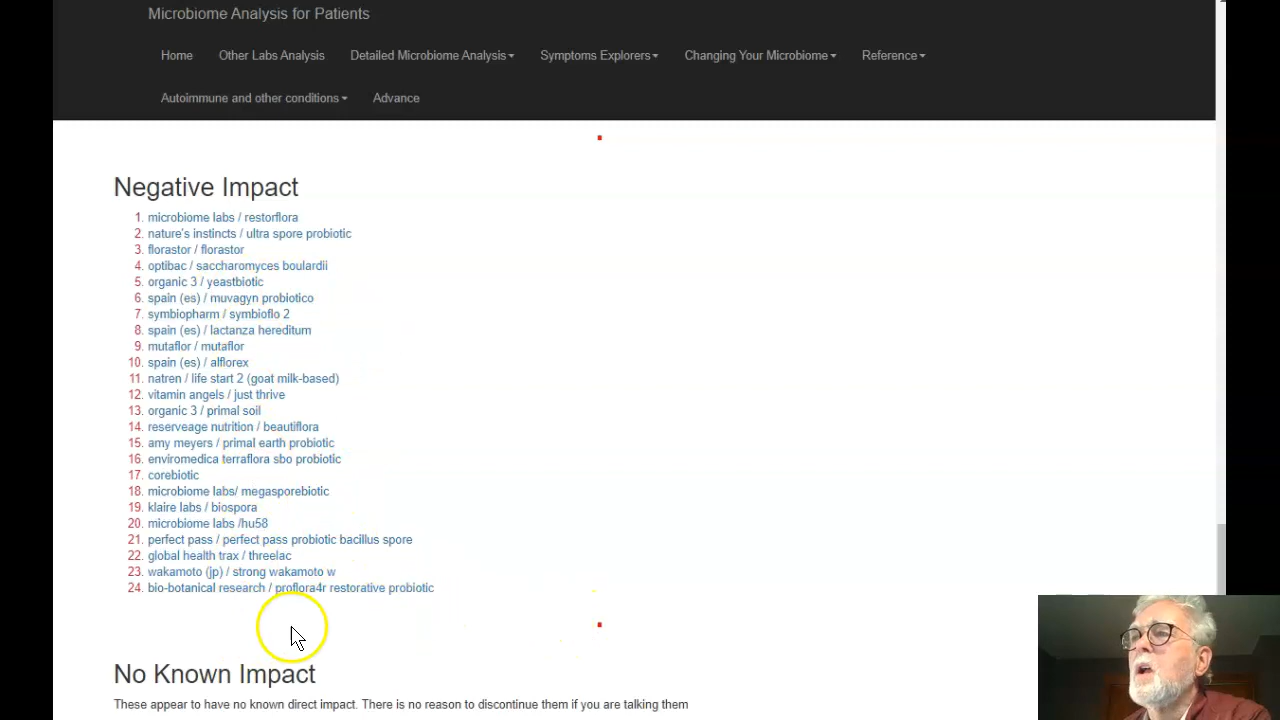 Microbiome Analysis for Patients
Home Other Labs Analysis Detailed Microbiome Analysis Symptoms Explorers Changing Your Microbiome Reference
Autoimmune and other conditions Advance
Negative Impact
1. microbiome labs / restorflora
2. nature's instincts / ultra spore probiotic
3. florastor / florastor
4. optibac / saccharomyces boulardii
5. organic 3 / yeastbiotic
6. spain (es) / muvagyn probiotico
7. symbiopharm / symbioflo 2
8. spain (es) / lactanza hereditum
9. mutaflor / mutaflor
10. spain (es) / alflorex
11. natren / life start 2 (goat milk-based)
12. vitamin angels / just thrive
13. organic 3 / primal soil
14. reserveage nutrition / beautiflora
15. amy meyers / primal earth probiotic
16. enviromedica terraflora sbo probiotic
17. corebiotic
18. microbiome labs/ megasporebiotic
19. klaire labs / biospora
20. microbiome labs /hu58
21. perfect pass / perfect pass probiotic bacillus spore
22. global health trax / threelac
23. wakamoto (jp) / strong wakamoto w
24. bio-botanical research / proflora4r restorative probiotic
No Known Impact
These appear to have no known direct impact. There is no reason to discontinue them if you are talking them